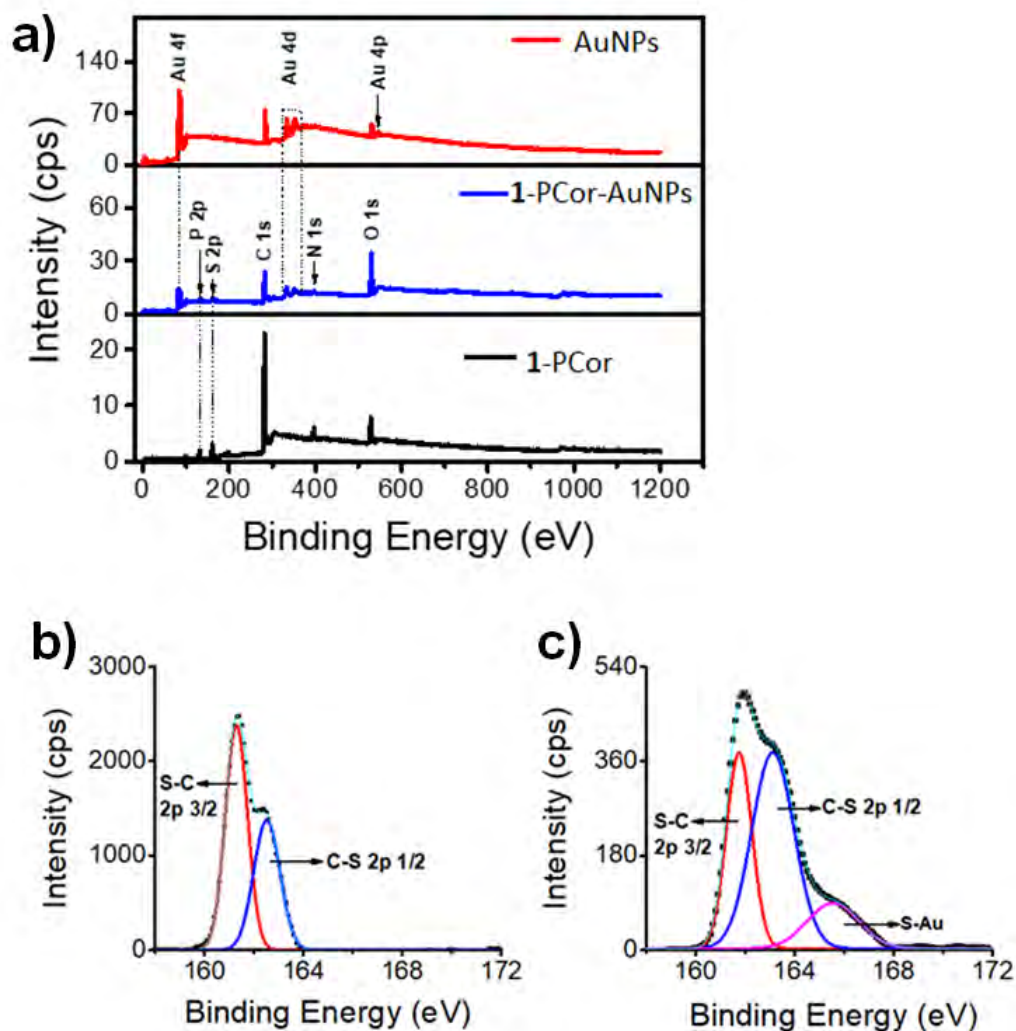 a)
Intensity (cps)
140
70
0
Au 4f
Au 4d
Au 4p
AuNPs
60
30
0
P 2p
S 2p
C 1s
N 1s
O 1s
1-PCor-AuNPs
20
10
0
1-PCor
0 200 400 600 800 1000 1200
Binding Energy (eV)
b)
Intensity (cps)
3000
2000
1000
0
S-C
2p 3/2
C-S 2p 1/2
160 164 168 172
Binding Energy (eV)
c)
Intensity (cps)
540
360
180
0
S-C
2p 3/2
C-S 2p 1/2
S-Au
160 164 168 172
Binding Energy (eV)